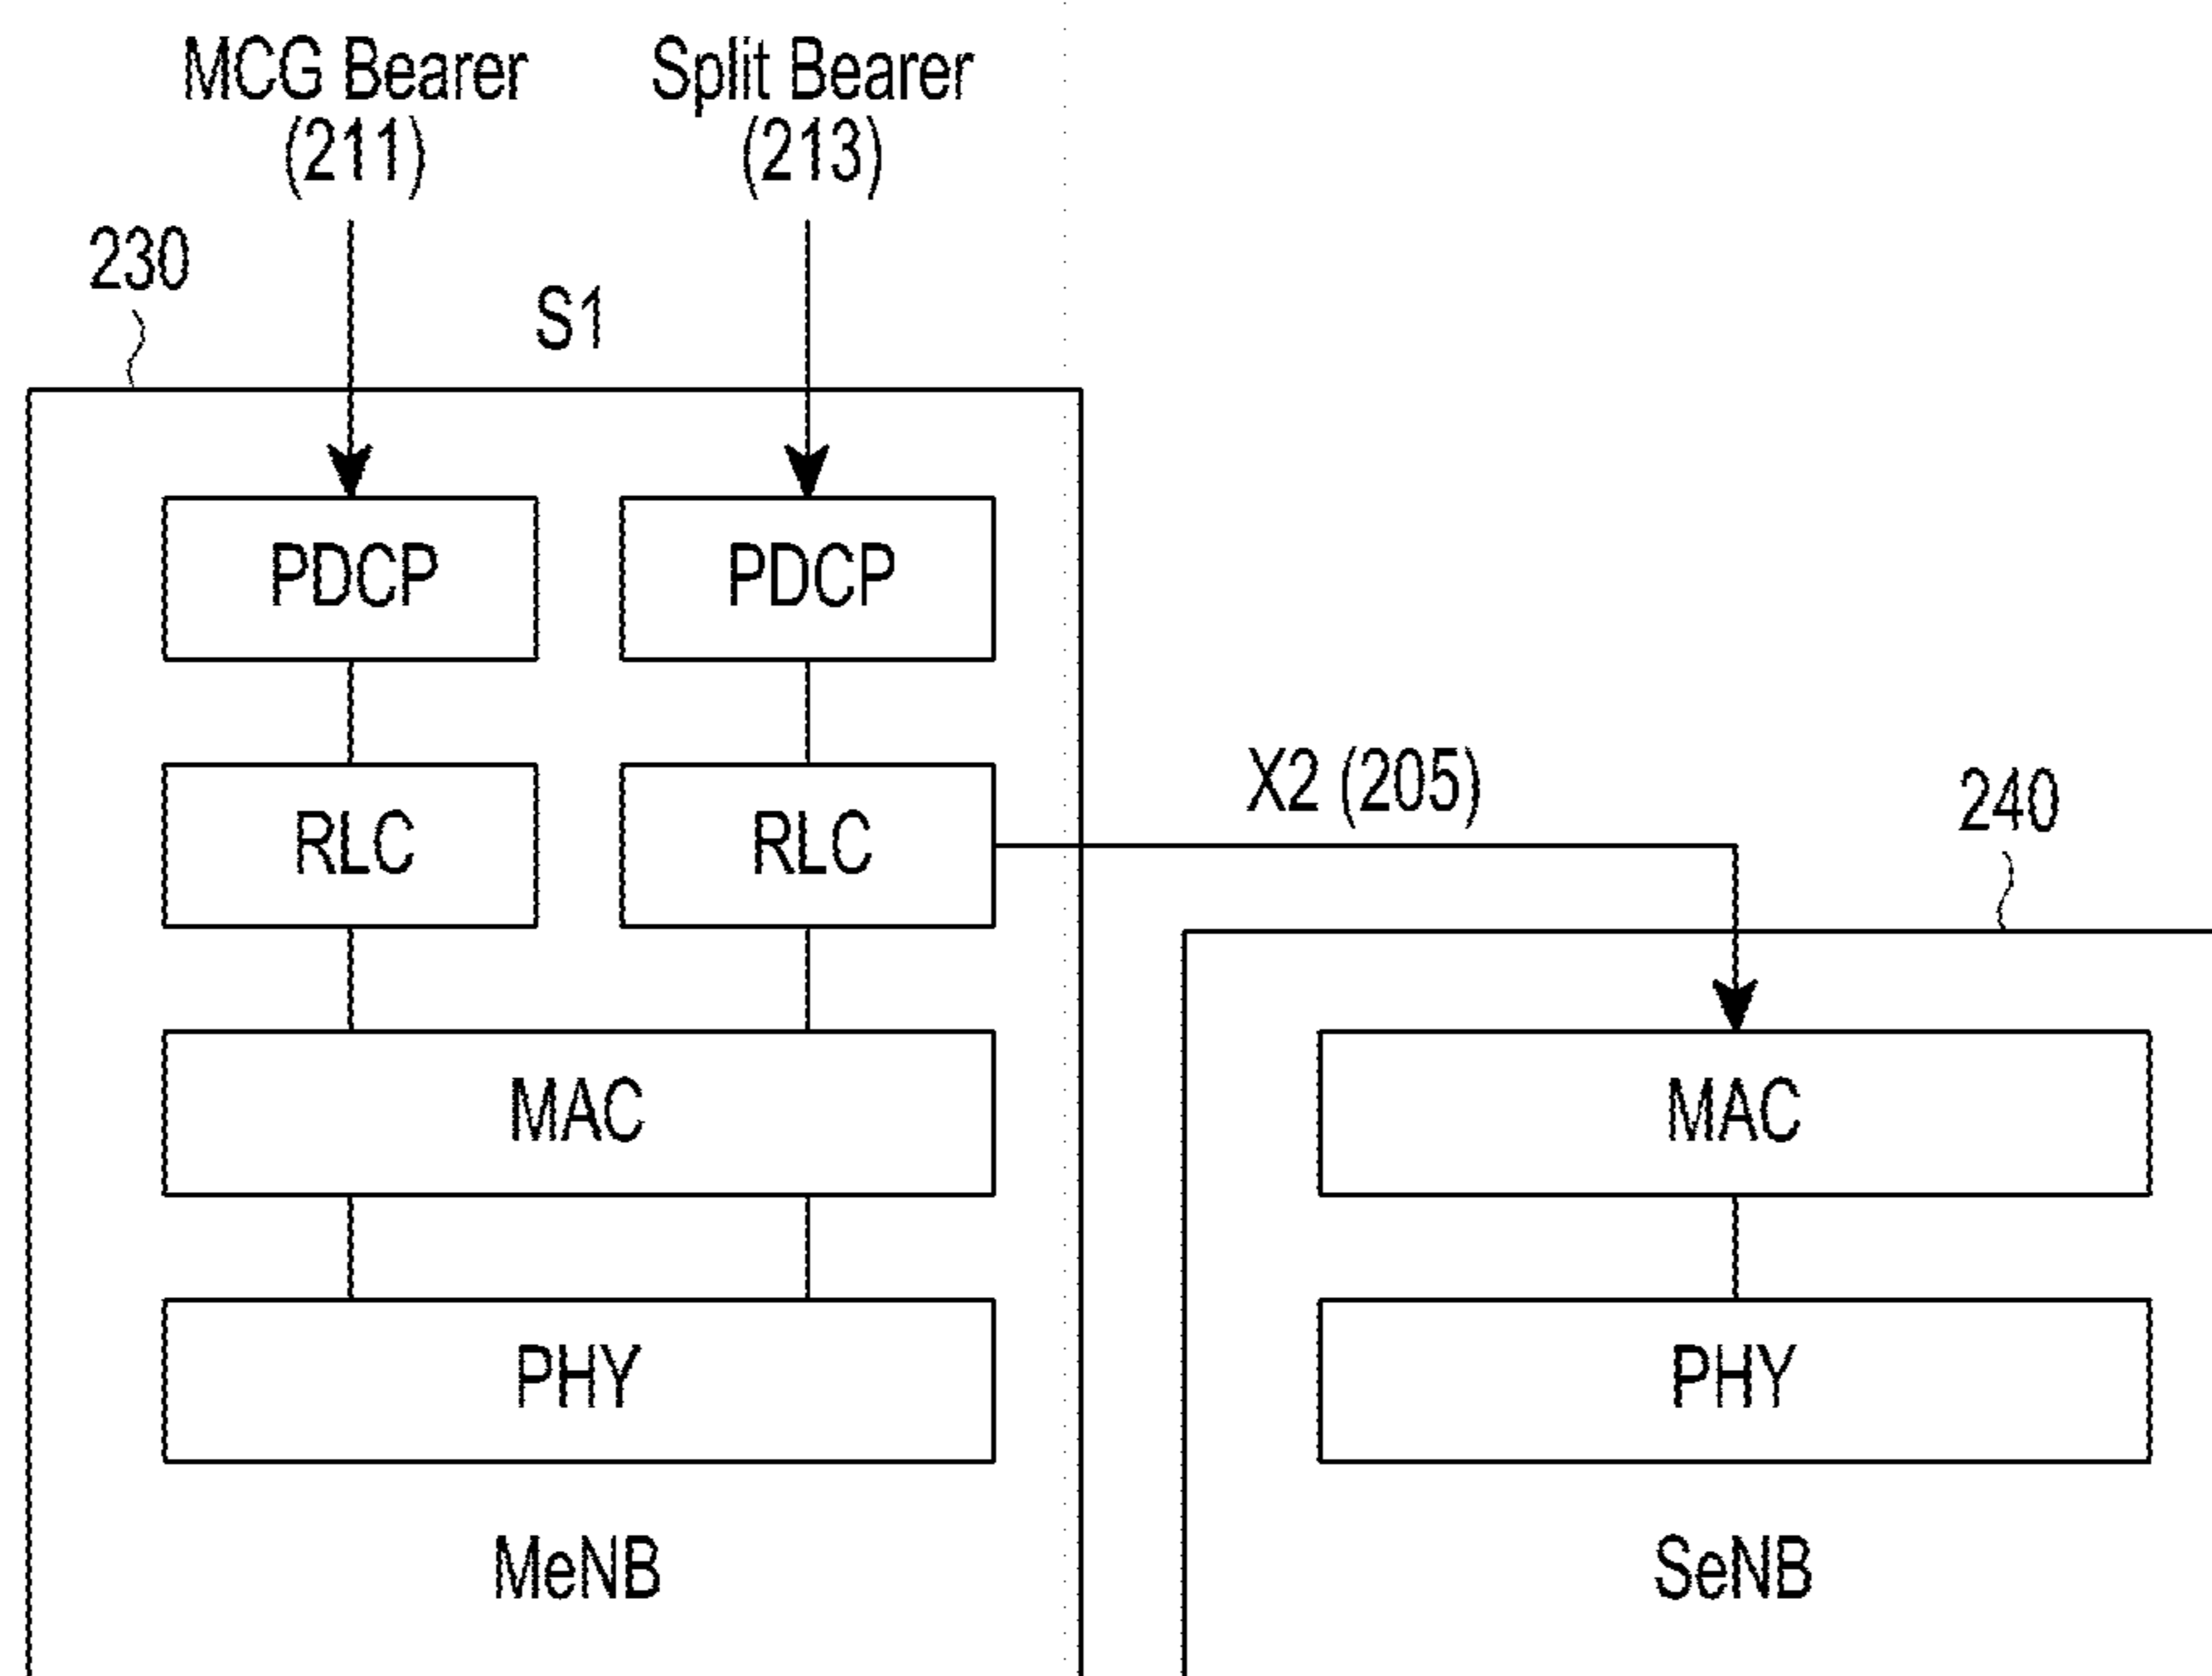 MCG Bearer
(211)
Split Bearer
(213)
230
S1
PDCP
PDCP
RLC
RLC
X2 (205)
240
MAC
MAC
PHY
PHY
MeNB
SeNB